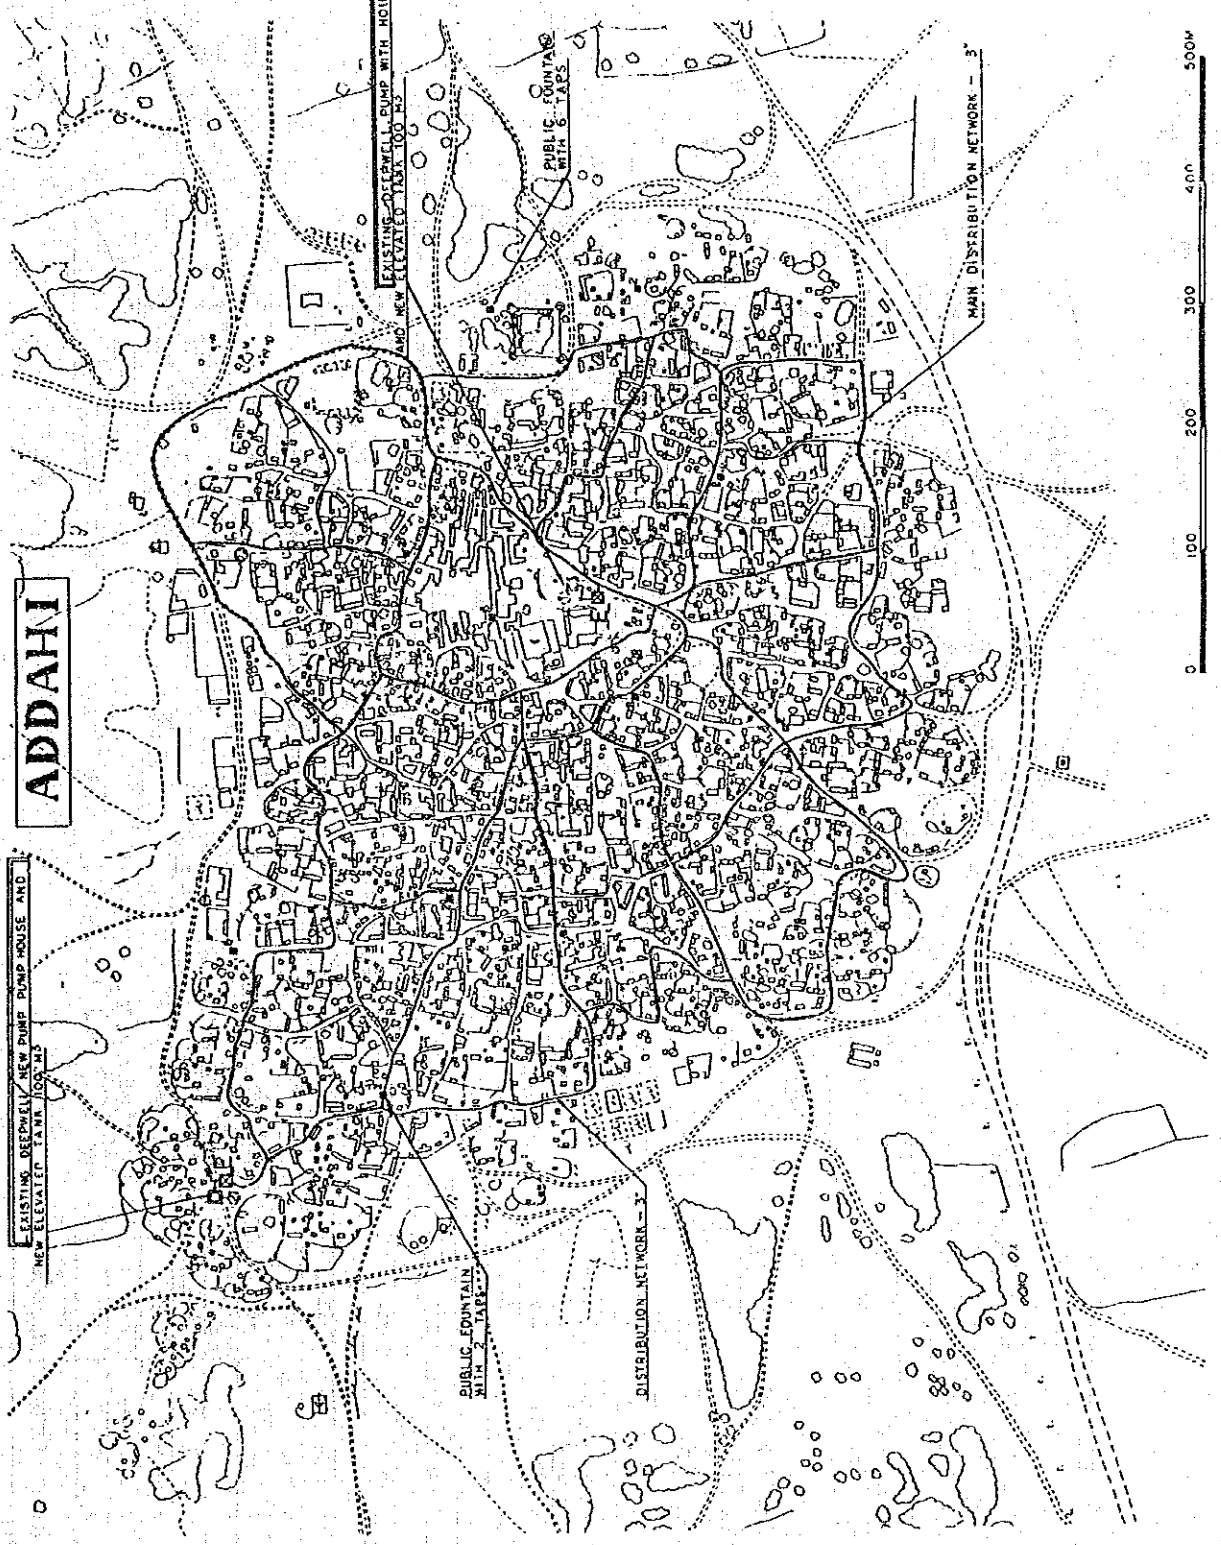 ADDAHI
EXISTING DEEPWELL, NEW PUMP HOUSE AND
NEW ELEVATED TANK 100 M3
EXISTING DEEPWELL PUMP WITH
AND NEW ELEVATED TANK 100 M3
PUBLIC FOUNTAIN
WITH 6 TAPS
MAIN DISTRIBUTION NETWORK - 3"
PUBLIC FOUNTAIN
WITH 2 TAPS
DISTRIBUTION NETWORK - 3"
0 100 200 300 400 500M